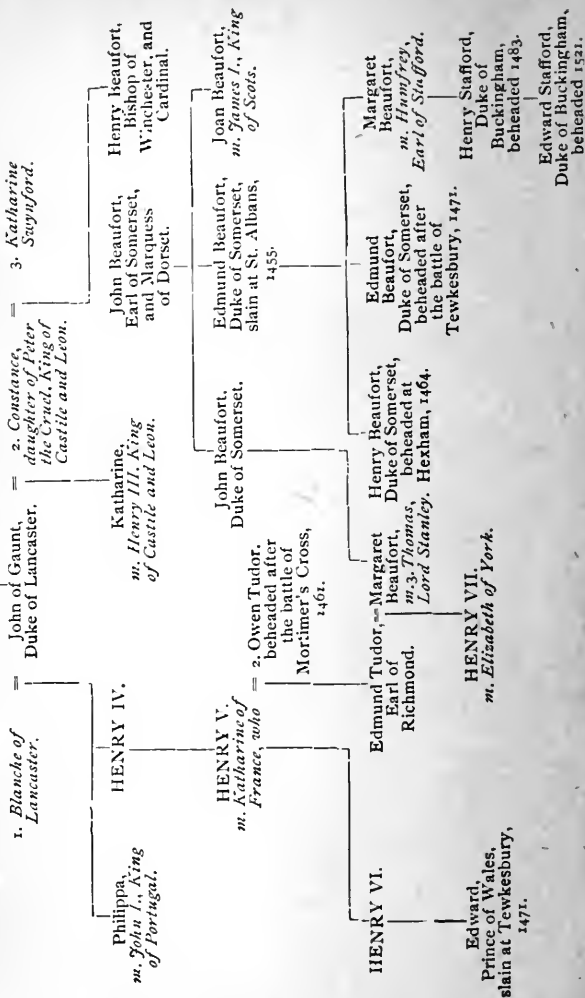 1. Blanche of
Lancaster.
=
John of Gaunt,
Duke of Lancaster.
=
2. Constance,
daughter of Peter
the Cruel, King of
Castile and Leon.
=
3. Katharine
Swynford.
Philippa,
m. John I., King
of Portugal.
HENRY IV.
Katharine,
m. Henry III. King
of Castile and Leon.
John Beaufort,
Earl of Somerset,
and Marquess
of Dorset.
Henry Beaufort,
Bishop of
Winchester, and
Cardinal.
HENRY V.
m. Katharine of
France, who
= 2. Owen Tudor.
beheaded after
the battle of
Mortimer's Cross,
1461.
John Beaufort,
Duke of Somerset.
Edmund Beaufort,
Duke of Somerset,
slain at St. Albans,
1455.
Joan Beaufort,
m. James I., King
of Scots.
HENRY VI.
Edmund Tudor,
Earl of
Richmond.
=
Margaret
Beaufort,
m. 3. Thomas,
Lord Stanley.
Henry Beaufort,
Duke of Somerset,
beheaded at
Hexham, 1464.
Edmund
Beaufort,
Duke of Somerset,
beheaded after
the battle of
Tewkesbury, 1471.
Margaret
Beaufort,
m. Humfrey,
Earl of Stafford.
Edward,
Prince of Wales,
slain at Tewkesbury,
1471.
HENRY VII.
m. Elizabeth of York.
Henry Stafford,
Duke of
Buckingham,
beheaded 1483.
Edward Stafford,
Duke of Buckingham,
beheaded 1521.